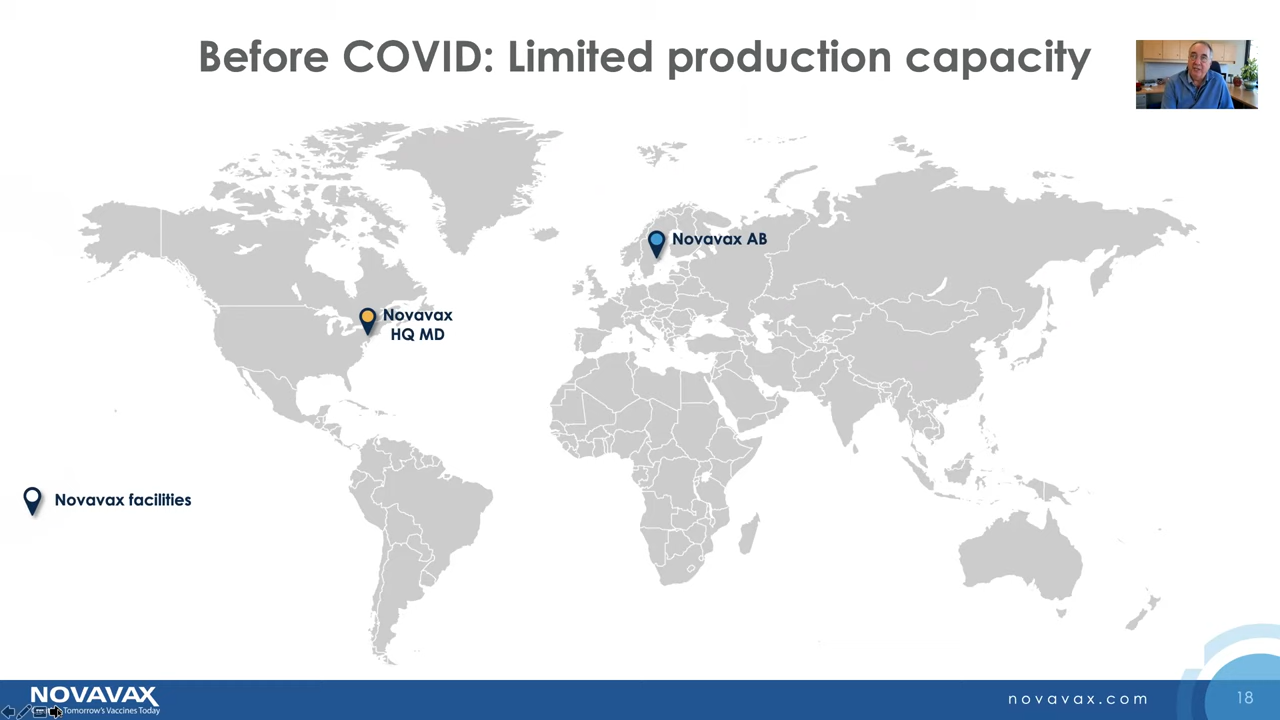 Before COVID: Limited production capacity
Novavax AB
Novavax
HQ MD
Novavax facilities
NOVAVAX
Tomorrow's Vaccines Today
novavax.com
18